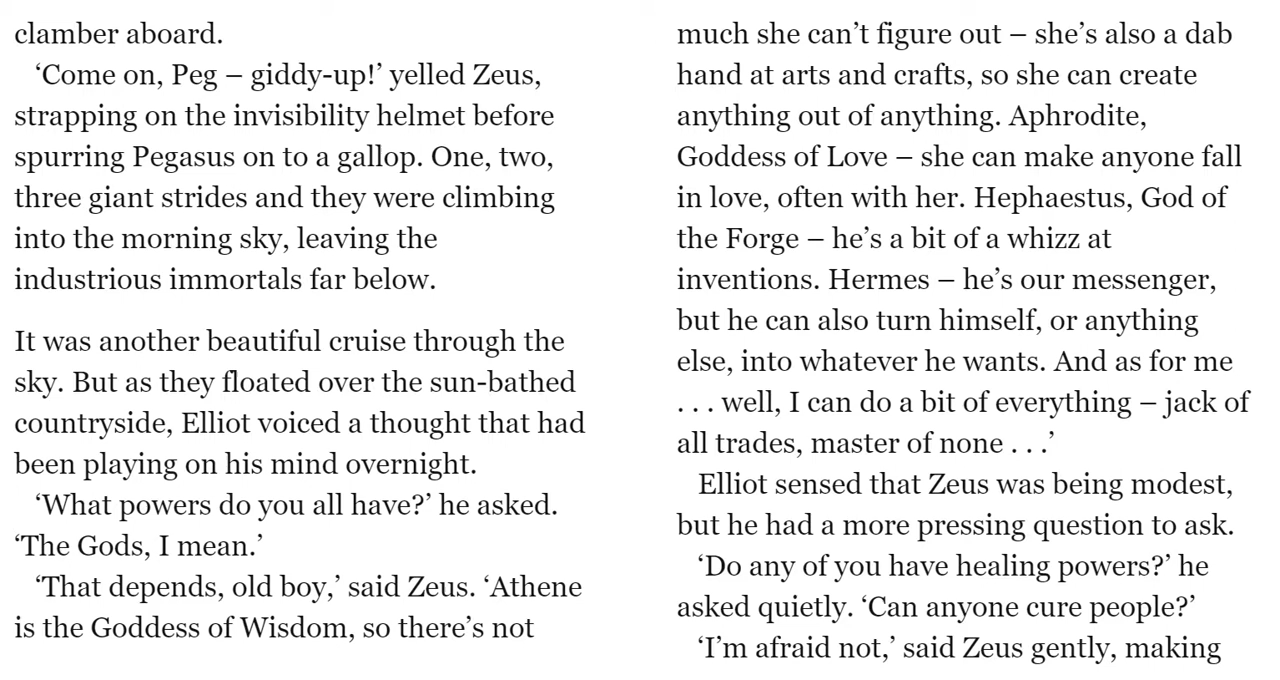 clamber aboard.
‘Come on, Peg – giddy-up!’ yelled Zeus,
strapping on the invisibility helmet before
spurring Pegasus on to a gallop. One, two,
three giant strides and they were climbing
into the morning sky, leaving the
industrious immortals far below.
It was another beautiful cruise through the
sky. But as they floated over the sun-bathed
countryside, Elliot voiced a thought that had
been playing on his mind overnight.
‘What powers do you all have?’ he asked.
‘The Gods, I mean.’
‘That depends, old boy,’ said Zeus. ‘Athene
is the Goddess of Wisdom, so there’s not
much she can’t figure out – she’s also a dab
hand at arts and crafts, so she can create
anything out of anything. Aphrodite,
Goddess of Love – she can make anyone fall
in love, often with her. Hephaestus, God of
the Forge – he’s a bit of a whizz at
inventions. Hermes – he’s our messenger,
but he can also turn himself, or anything
else, into whatever he wants. And as for me
. . . well, I can do a bit of everything – jack of
all trades, master of none . . .’
Elliot sensed that Zeus was being modest,
but he had a more pressing question to ask.
‘Do any of you have healing powers?’ he
asked quietly. ‘Can anyone cure people?’
‘I’m afraid not,’ said Zeus gently, making